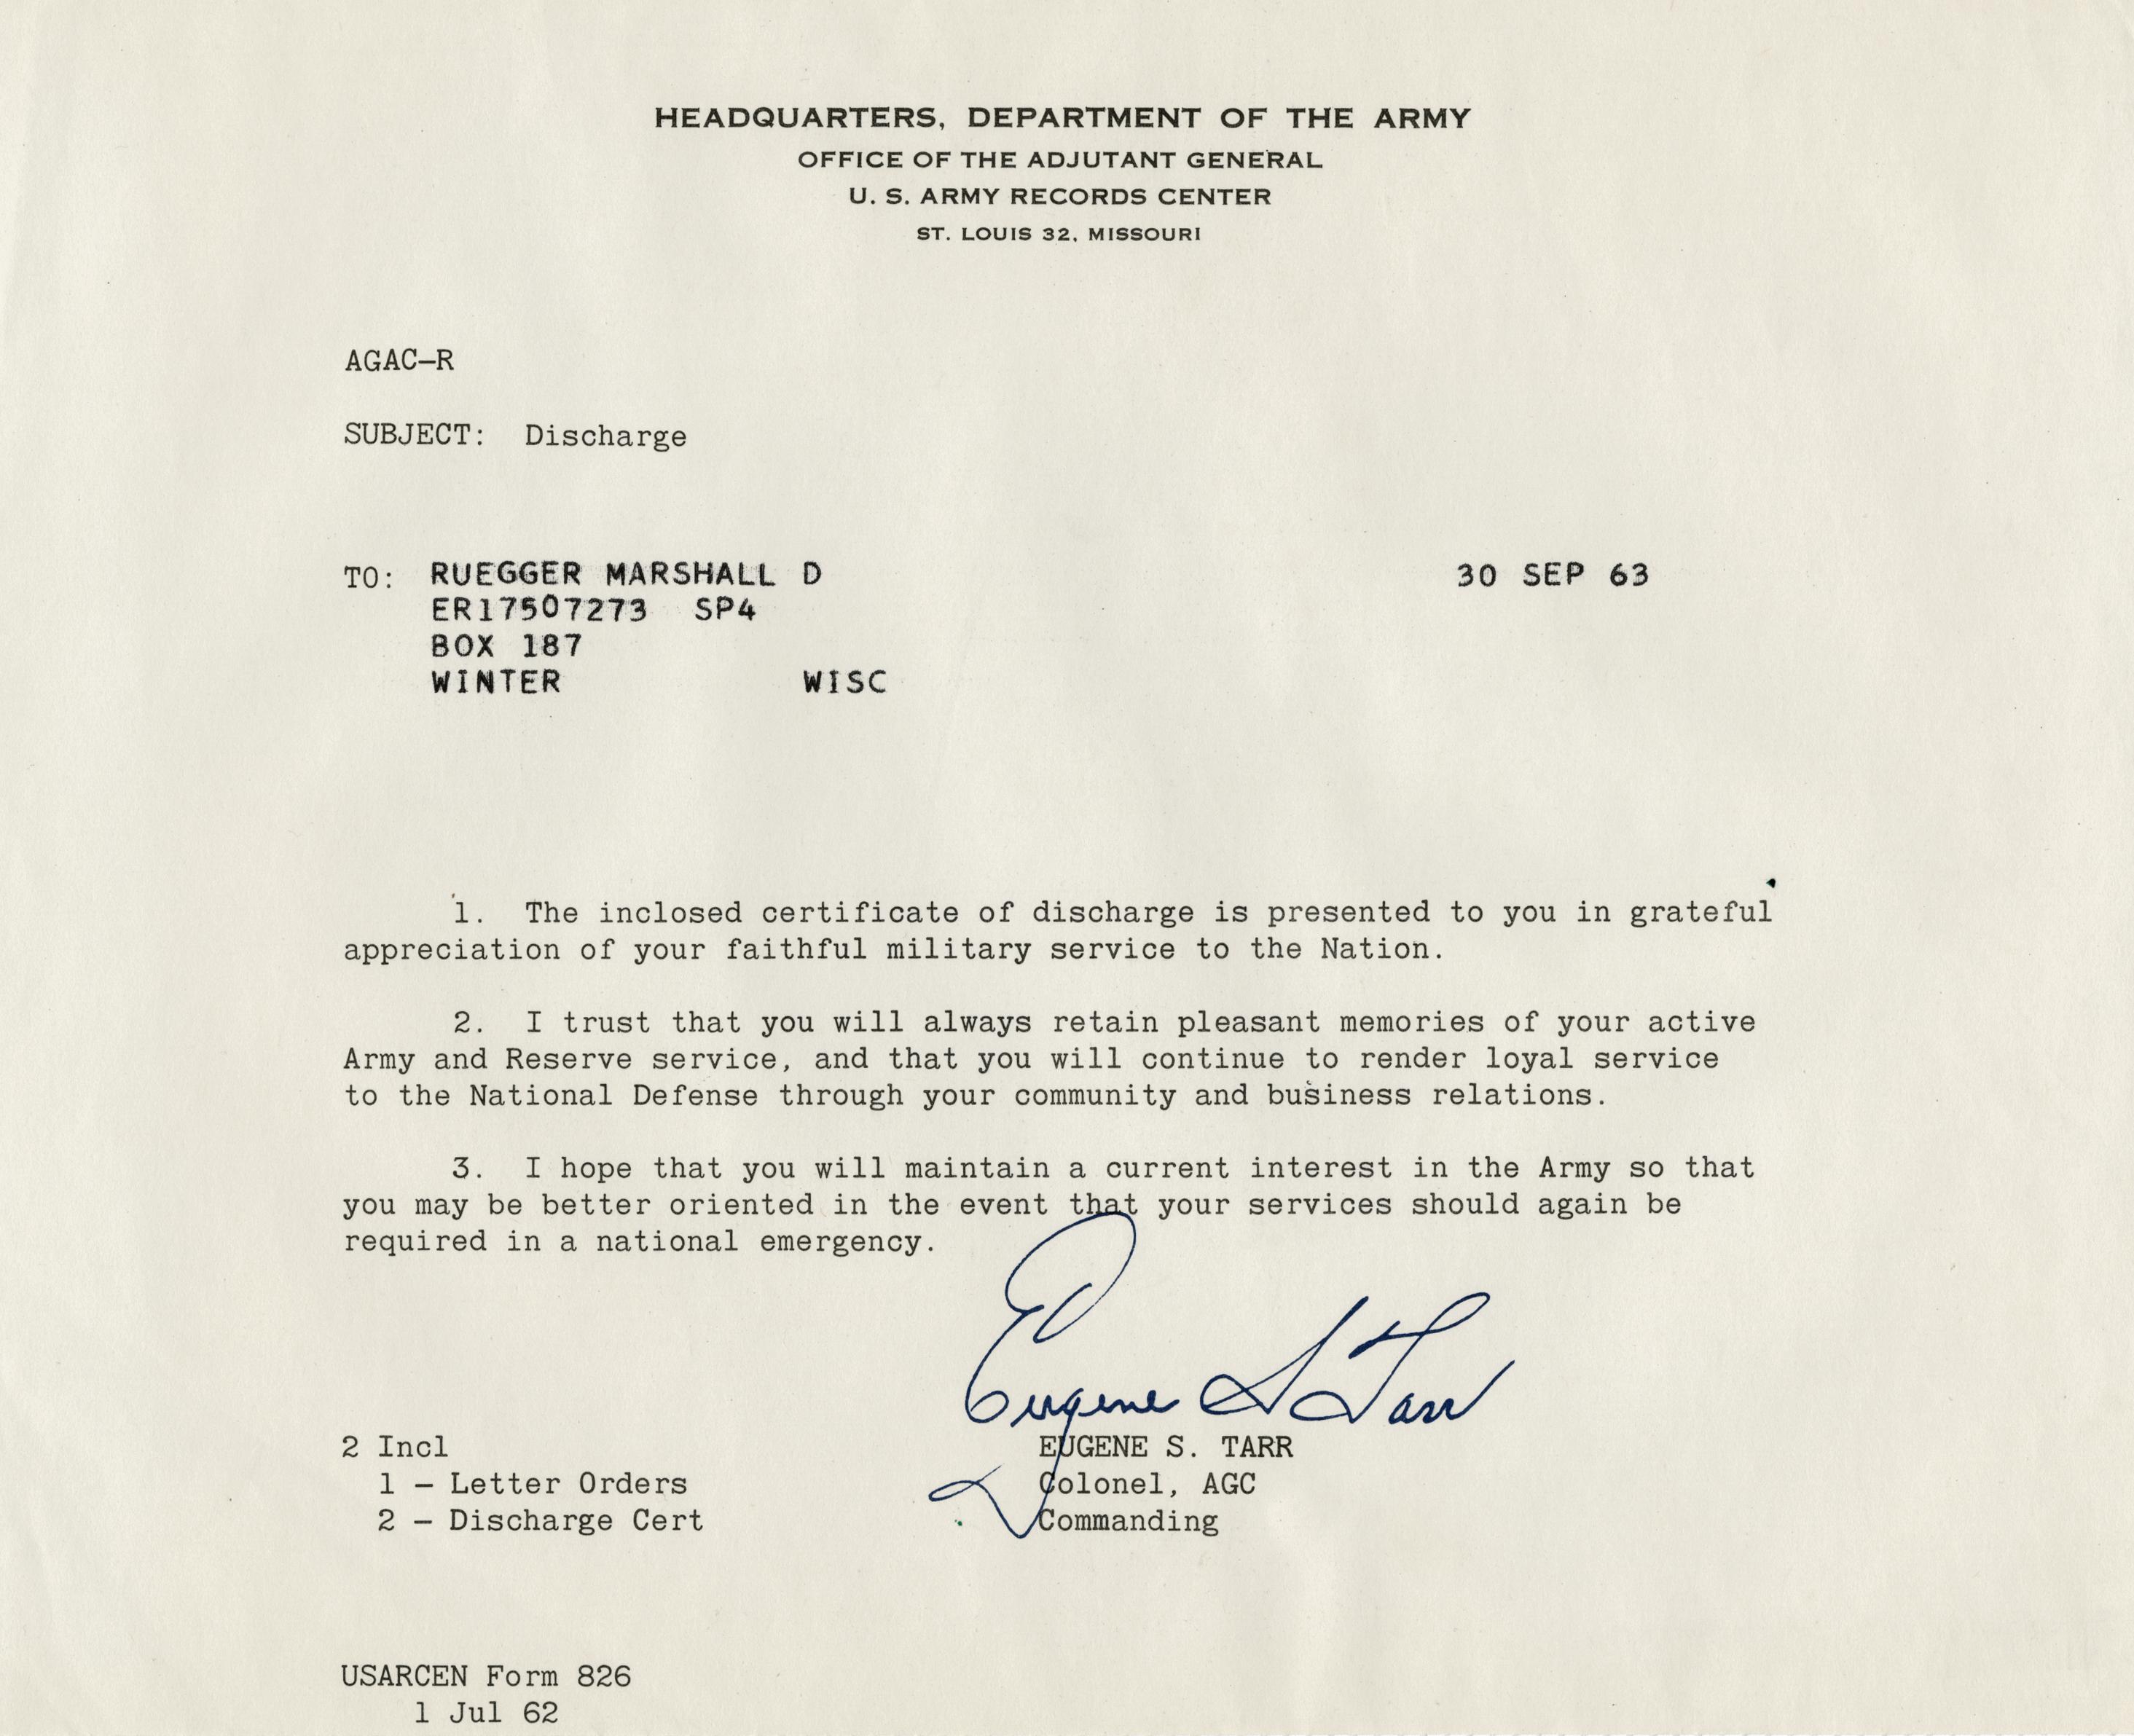 HEADQUARTERS, DEPARTMENT OF THE ARMY
OFFICE OF THE ADJUTANT GENERAL
U. S. ARMY RECORDS CENTER
ST. LOUIS 32, MISSOURI
AGAC—R
SUBJECT: Discharge
TO: RUEGGER MARSHALL D 30 SEP 63
ER17507273 SP4
BOX 187
WINTER WISC
1. The inclosed certificate of discharge is presented to you in grateful
appreciation of your faithful military service to the Nation.
2. I trust that you will always retain pleasant memories of your active
Army and Reserve service, and that you will continue to render loyal service
to the National Defense through your community and business relations.
3. I hope that you will maintain a current interest in the Army so that
you may be better oriented in the event that your services should again be
required in a national emergency.
Eugene S Tarr
2 Incl EUGENE S. TARR
1 — Letter Orders Colonel, AGC
2 — Discharge Cert Commanding
USARCEN Form 826
1 Jul 62